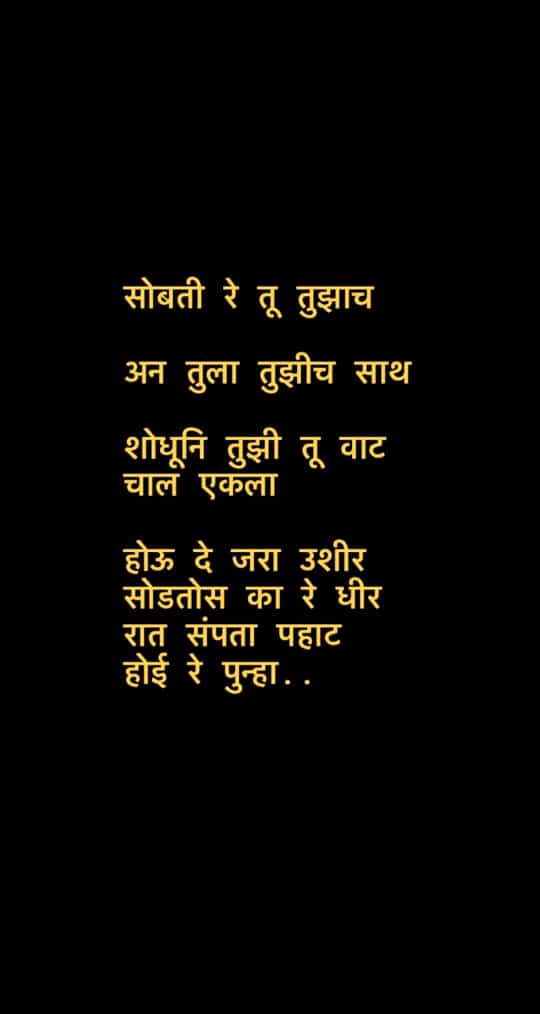 सोबती रे तू तुझाच
अन तुला तुझीच साथ
शोधूनि तुझी तू वाट
चाल एकला
होऊ दे जरा उशीर
सोडतोस का रे धीर
रात संपता पहाट
होई रे पुन्हा..